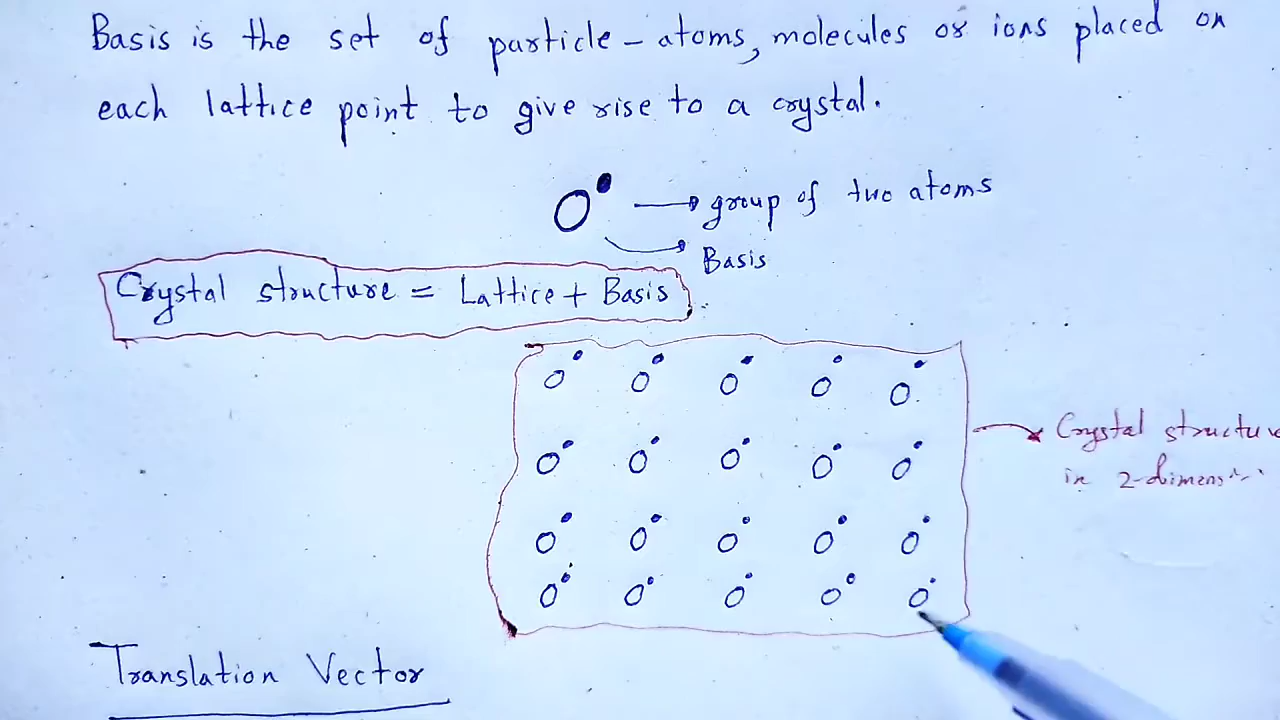 Basis is the set of particle - atoms, molecules or ions placed on
each lattice point to give rise to a crystal.
group of two atoms
Basis
Crystal structure = Lattice + Basis
Crystal structure
in 2-dimension
Translation Vector